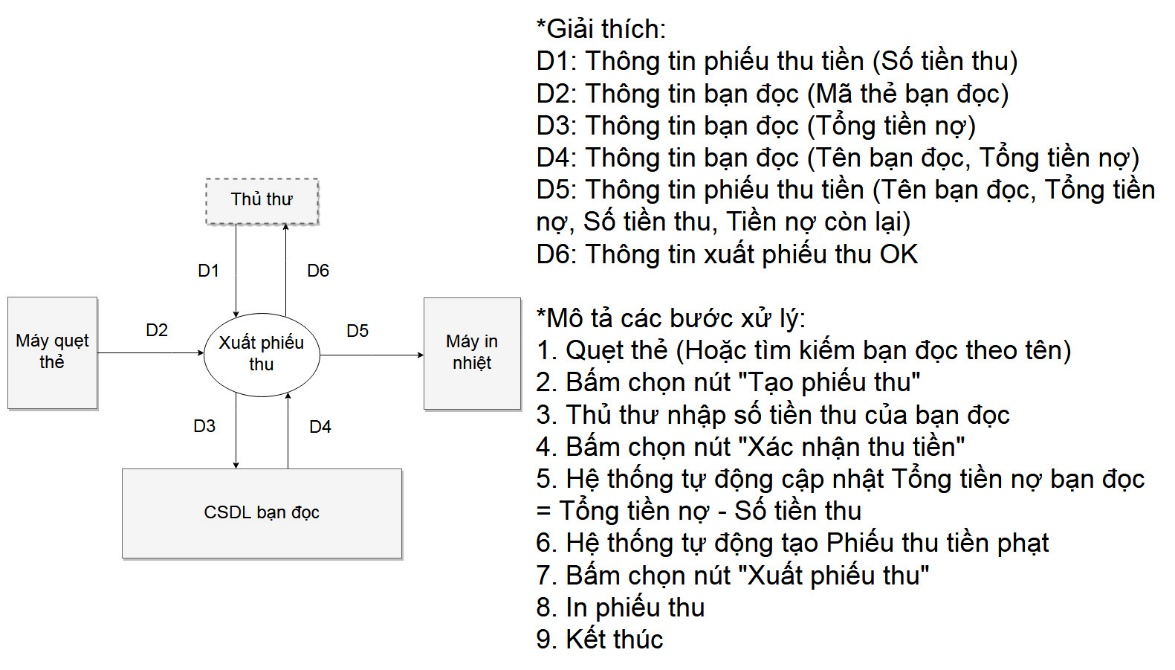 Thủ thư
D1
D6
Máy quẹt
thẻ
D2
Xuất phiếu
thu
D5
Máy in
nhiệt
D3
D4
CSDL bạn đọc
*Giải thích:
D1: Thông tin phiếu thu tiền (Số tiền thu)
D2: Thông tin bạn đọc (Mã thẻ bạn đọc)
D3: Thông tin bạn đọc (Tổng tiền nợ)
D4: Thông tin bạn đọc (Tên bạn đọc, Tổng tiền nợ)
D5: Thông tin phiếu thu tiền (Tên bạn đọc, Tổng tiền
nợ, Số tiền thu, Tiền nợ còn lại)
D6: Thông tin xuất phiếu thu OK
*Mô tả các bước xử lý:
1. Quẹt thẻ (Hoặc tìm kiếm bạn đọc theo tên)
2. Bấm chọn nút "Tạo phiếu thu"
3. Thủ thư nhập số tiền thu của bạn đọc
4. Bấm chọn nút "Xác nhận thu tiền"
5. Hệ thống tự động cập nhật Tổng tiền nợ bạn đọc
= Tổng tiền nợ - Số tiền thu
6. Hệ thống tự động tạo Phiếu thu tiền phạt
7. Bấm chọn nút "Xuất phiếu thu"
8. In phiếu thu
9. Kết thúc